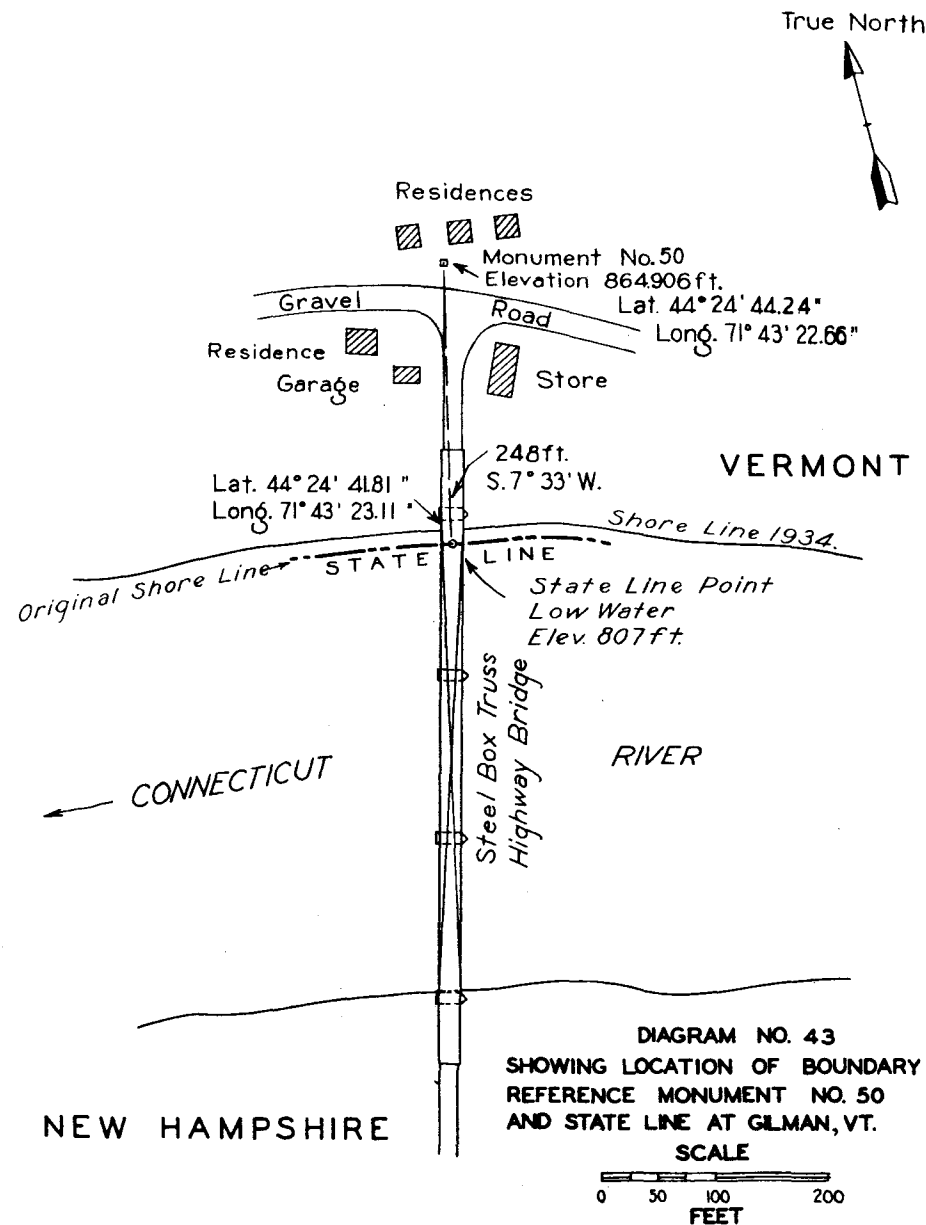 True North
Residences
Monument No. 50
Elevation 864.906 ft.
Lat. 44° 24' 44.24"
Long. 71° 43' 22.66"
Gravel
Road
Residence
Garage
Store
248ft.
S. 7° 33' W.
VERMONT
Lat. 44° 24' 41.81 "
Long. 71° 43' 23.11 "
Shore Line 1934.
Original Shore Line
STATE LINE
State Line Point
Low Water
Elev. 807 ft.
Steel Box Truss
Highway Bridge
CONNECTICUT
RIVER
NEW HAMPSHIRE
DIAGRAM NO. 43
SHOWING LOCATION OF BOUNDARY
REFERENCE MONUMENT NO. 50
AND STATE LINE AT GILMAN, VT.
SCALE
0 50 100 200
FEET